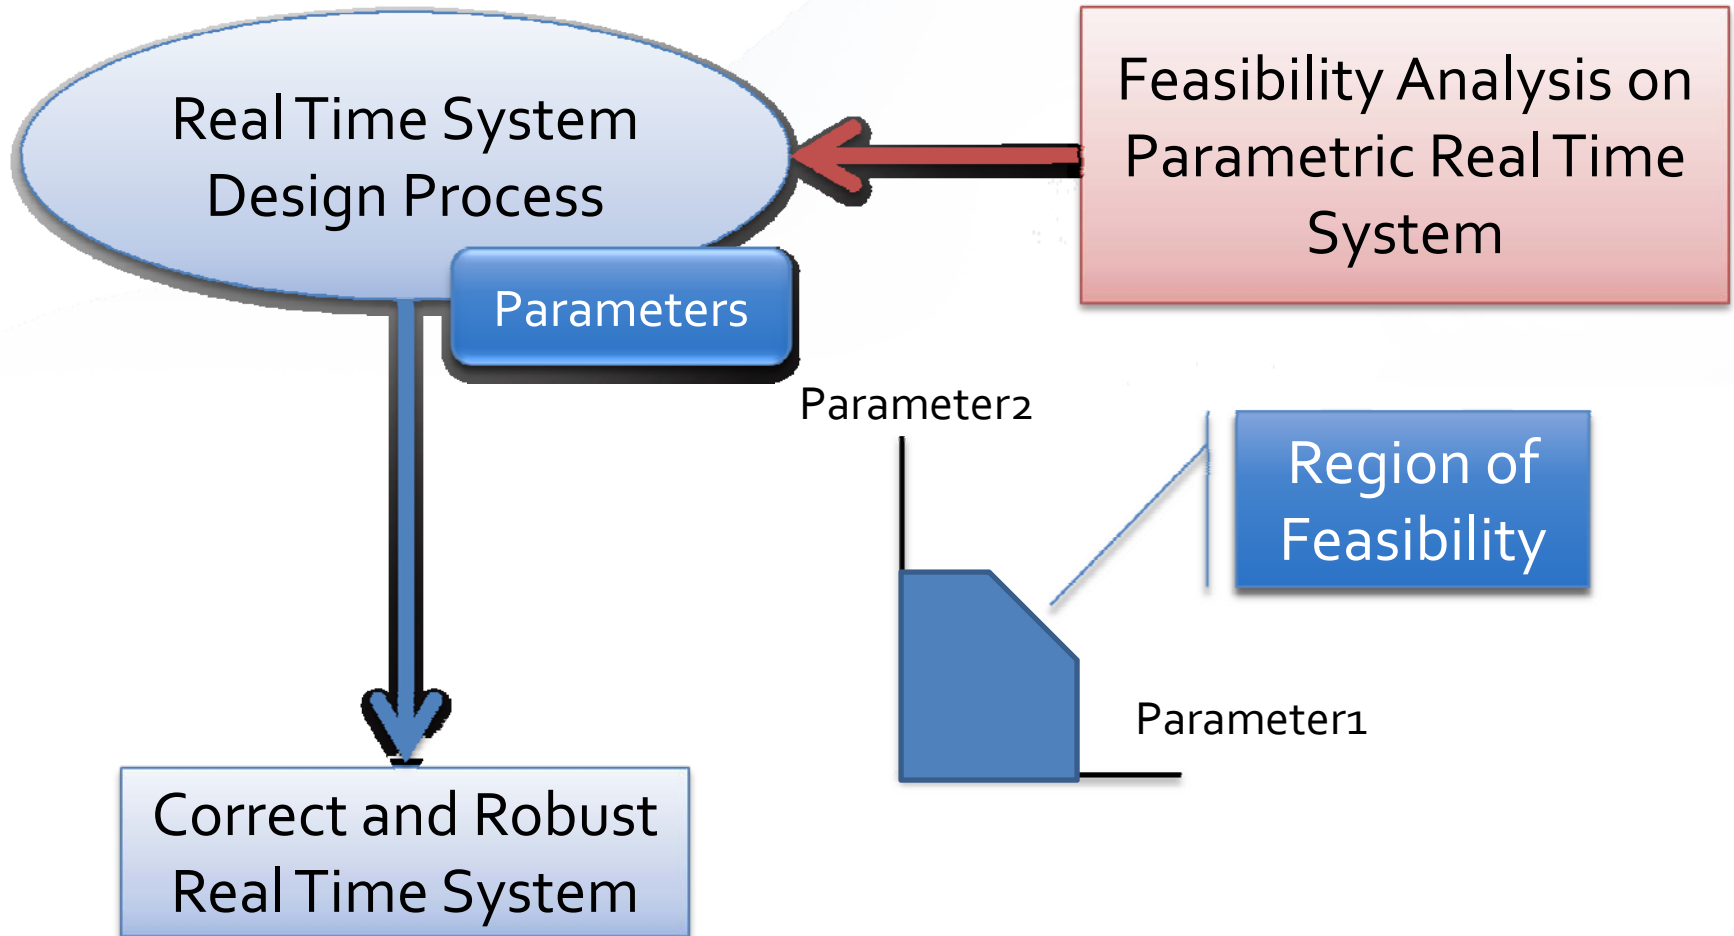 Real Time System
Design Process
Parameters
Feasibility Analysis on
Parametric Real Time
System
Parameter2
Region of
Feasibility
Parameter1
Correct and Robust
Real Time System